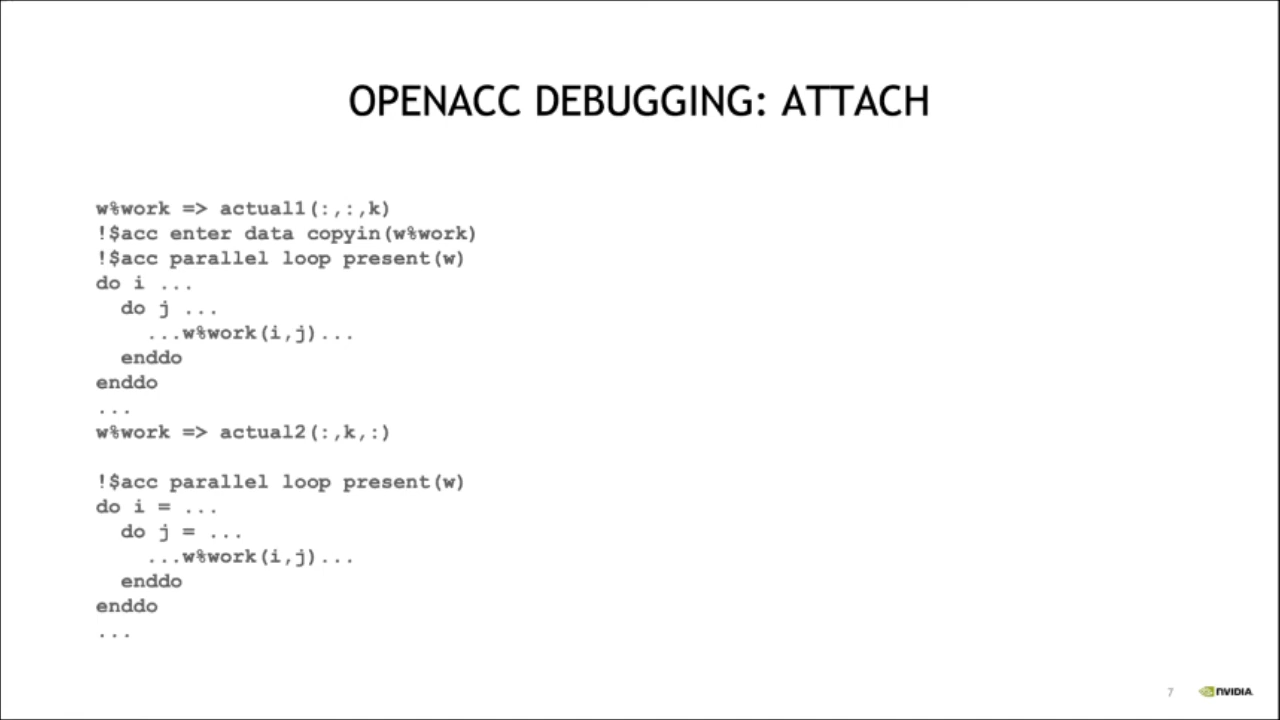 OPENACC DEBUGGING: ATTACH
w%work => actual1(:,:,k)
!$acc enter data copyin(w%work)
!$acc parallel loop present(w)
do i ...
  do j ...
    ...w%work(i,j)...
  enddo
enddo
...
w%work => actual2(:,k,:)
!$acc parallel loop present(w)
do i = ...
  do j = ...
    ...w%work(i,j)...
  enddo
enddo
...
7
NVIDIA